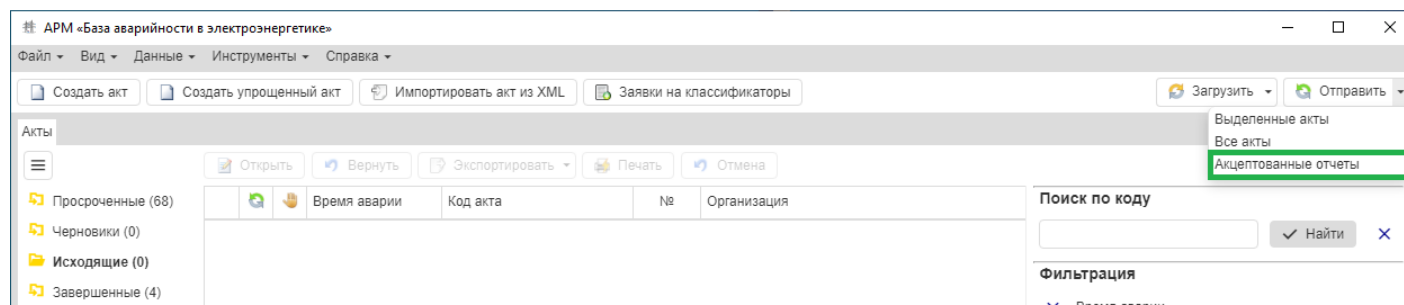 АРМ «База аварийности в электроэнергетике»
Файл Вид Данные Инструменты Справка
Создать акт Создать упрощенный акт Импортировать акт из XML Заявки на классификаторы Загрузить Отправить
Выделенные акты
Все акты
Акцептованные отчеты
Акты
Открыть Вернуть Экспортировать Печать Отмена
Просроченные (68)
Черновики (0)
Исходящие (0)
Завершенные (4)
Время аварии Код акта № Организация
Поиск по коду
Найти
Фильтрация
Время аварии